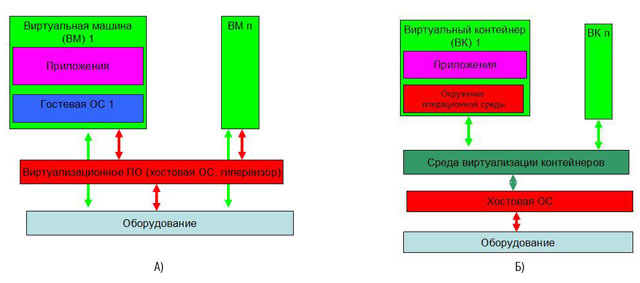 Виртуальная машина
(ВМ) 1
Приложения
Гостевая ОС 1
ВМ n
Виртуализационное ПО (хостовая ОС, гипервизор)
Оборудование
А)
Виртуальный контейнер
(ВК) 1
Приложения
Окружение
операционной среды
ВК n
Среда виртуализации контейнеров
Хостовая ОС
Оборудование
Б)